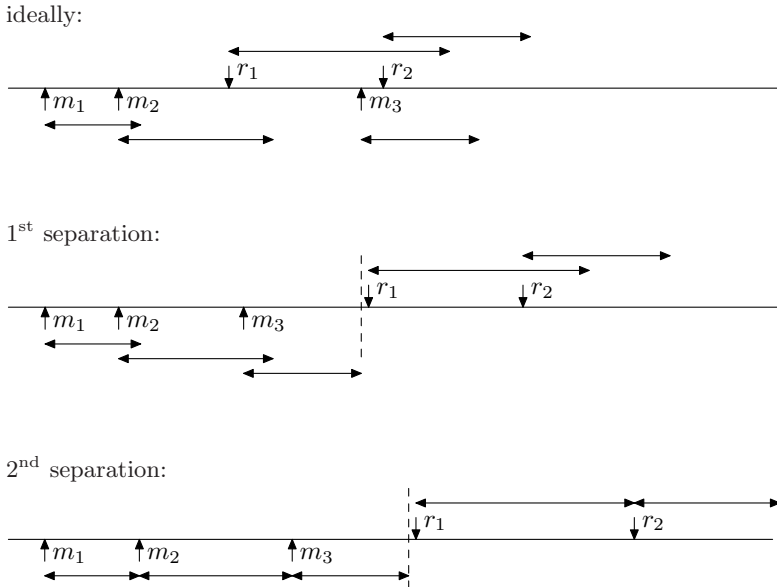 ideally:
r₁ r₂
m₁ m₂ m₃
1ˢᵗ separation:
r₁ r₂
m₁ m₂ m₃
2ⁿᵈ separation:
r₁ r₂
m₁ m₂ m₃